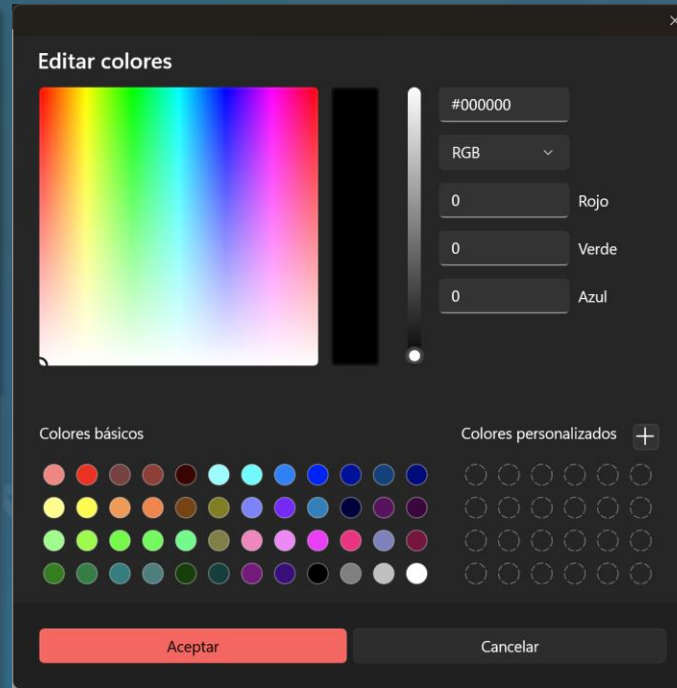 Editar colores
#000000
RGB
0 Rojo
0 Verde
0 Azul
Colores básicos
Colores personalizados
Aceptar
Cancelar